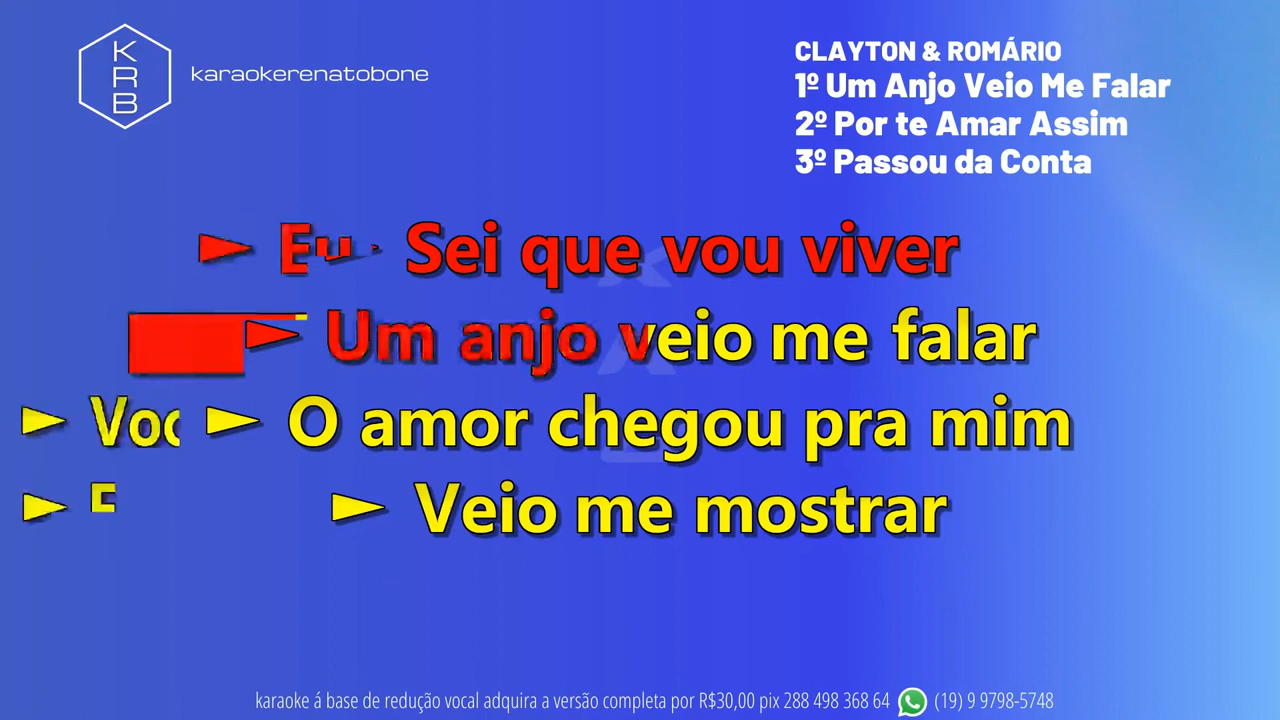 KRB
karaokerenatobone
CLAYTON & ROMÁRIO
1º Um Anjo Veio Me Falar
2º Por te Amar Assim
3º Passou da Conta
Sei que vou viver
Um anjo veio me falar
O amor chegou pra mim
Veio me mostrar
karaoke á base de redução vocal adquira a versão completa por R$30,00 pix 288 498 368 64 (19) 9 9798-5748